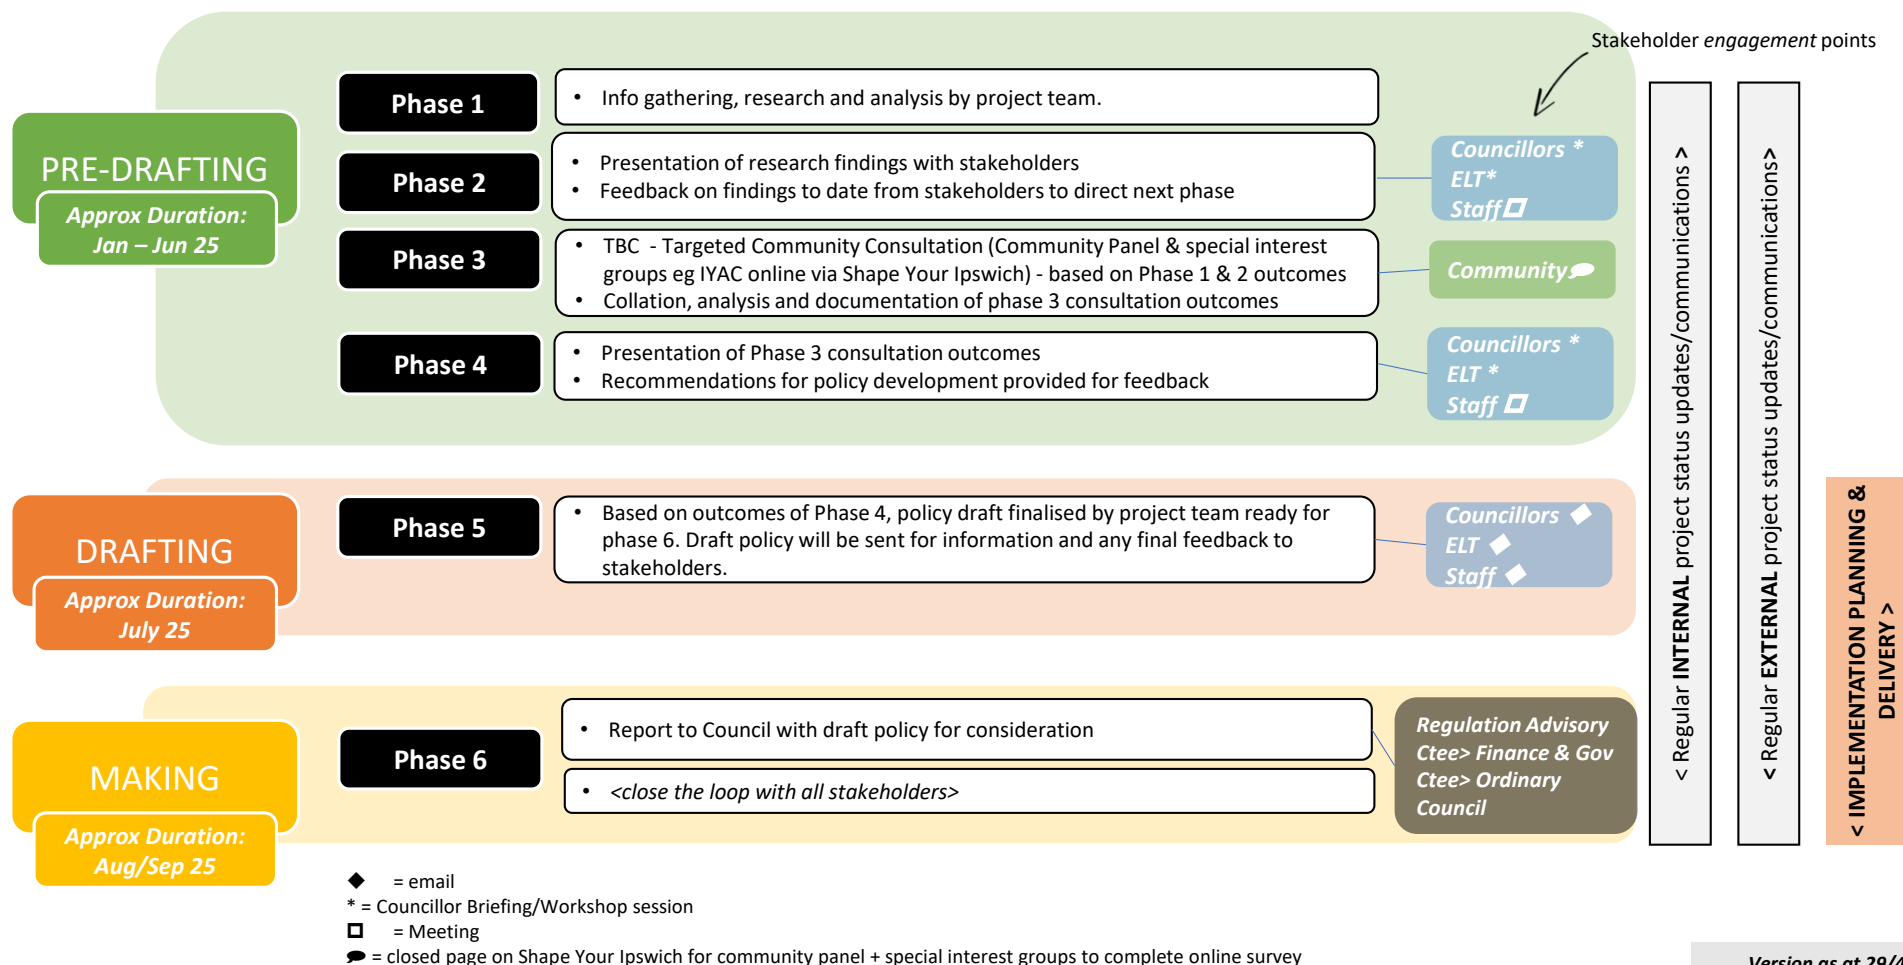 Stakeholder engagement points
PRE-DRAFTING
Approx Duration:
Jan – Jun 25
Phase 1
• Info gathering, research and analysis by project team.
Phase 2
• Presentation of research findings with stakeholders
• Feedback on findings to date from stakeholders to direct next phase
Councillors *
ELT*
Staff
Phase 3
• TBC - Targeted Community Consultation (Community Panel & special interest
groups eg IYAC online via Shape Your Ipswich) - based on Phase 1 & 2 outcomes
• Collation, analysis and documentation of phase 3 consultation outcomes
Community
Phase 4
• Presentation of Phase 3 consultation outcomes
• Recommendations for policy development provided for feedback
Councillors *
ELT *
Staff
DRAFTING
Approx Duration:
July 25
Phase 5
• Based on outcomes of Phase 4, policy draft finalised by project team ready for
phase 6. Draft policy will be sent for information and any final feedback to
stakeholders.
Councillors ◆
ELT ◆
Staff ◆
MAKING
Approx Duration:
Aug/Sep 25
Phase 6
• Report to Council with draft policy for consideration
• <close the loop with all stakeholders>
Regulation Advisory
Ctee> Finance & Gov
Ctee> Ordinary
Council
< Regular INTERNAL project status updates/communications >
< Regular EXTERNAL project status updates/communications>
< IMPLEMENTATION PLANNING &
DELIVERY >
◆ = email
* = Councillor Briefing/Workshop session
= Meeting
= closed page on Shape Your Ipswich for community panel + special interest groups to complete online survey
Version as at 29/4